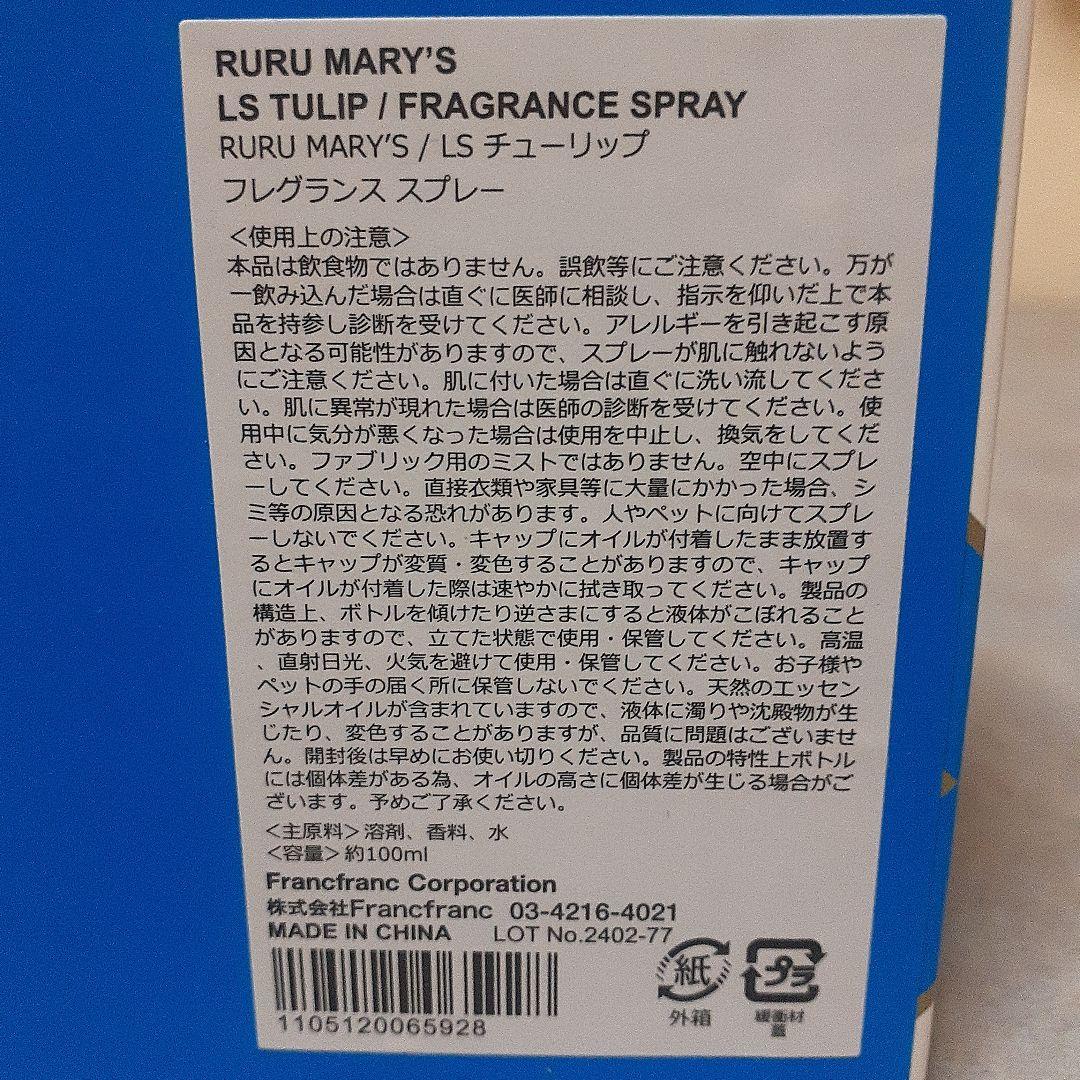 RURU MARY'S
LS TULIP / FRAGRANCE SPRAY
RURU MARY'S / LS チューリップ
フレグランス スプレー
＜使用上の注意＞
本品は飲食物ではありません。誤飲等にご注意ください。万が
一飲み込んだ場合は直ぐに医師に相談し、指示を仰いだ上で本
品を持参し診断を受けてください。アレルギーを引き起こす原
因となる可能性がありますので、スプレーが肌に触れないよう
にご注意ください。肌に付いた場合は直ぐに洗い流してくださ
い。肌に異常が現れた場合は医師の診断を受けてください。使
用中に気分が悪くなった場合は使用を中止し、換気をしてくだ
さい。ファブリック用のミストではありません。空中にスプレ
ーしてください。直接衣類や家具等に大量にかかった場合、シ
ミ等の原因となる恐れがあります。人やペットに向けてスプレ
ーしないでください。キャップにオイルが付着したまま放置す
るとキャップが変質・変色することがありますので、キャップ
にオイルが付着した際は速やかに拭き取ってください。製品の
構造上、ボトルを傾けたり逆さまにすると液体がこぼれること
がありますので、立てた状態で使用・保管してください。高温
、直射日光、火気を避けて使用・保管してください。お子様や
ペットの手の届く所に保管しないでください。天然のエッセン
シャルオイルが含まれていますので、液体に濁りや沈殿物が生
じたり、変色することがありますが、品質に問題はございませ
ん。開封後は早めにお使い切りください。製品の特性上ボトル
には個体差がある為、オイルの高さに個体差が生じる場合がご
ざいます。予めご了承ください。
＜主原料＞溶剤、香料、水
＜容量＞約100ml
Francfranc Corporation
株式会社Francfranc 03-4216-4021
MADE IN CHINA LOT No.2402-77
1105120065928
紙
外箱
プラ
緩衝材
蓋